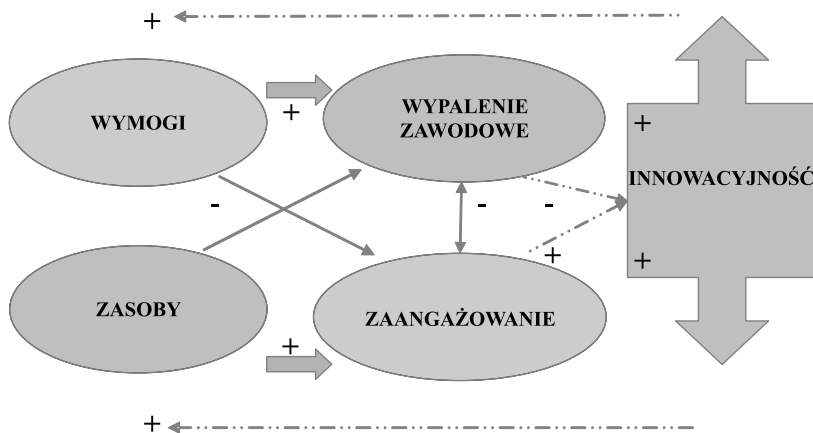 +
WYMOGI
+
WYPALENIE
ZAWODOWE
+
INNOWACYJNOŚĆ
-
-
-
+
+
ZASOBY
+
ZAANGAŻOWANIE
+